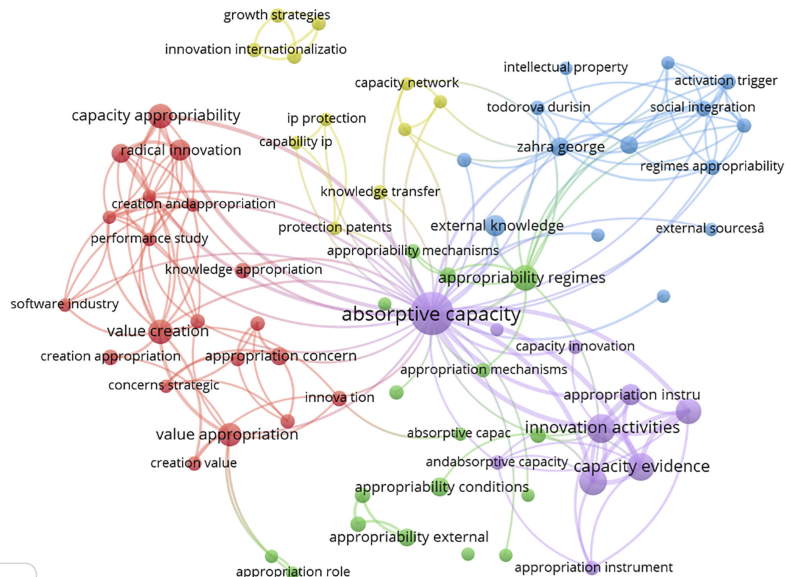 growth strategies
innovation internationalizatio
intellectual property
capacity network
activation trigger
todorova durisin
social integration
capacity appropriability
ip protection
capability ip
zahra george
radical innovation
regimes appropriability
knowledge transfer
creation andappropriation
protection patents
external knowledge
external sourcesâ
performance study
appropriability mechanisms
knowledge appropriation
appropriability regimes
software industry
absorptive capacity
value creation
capacity innovation
creation appropriation
appropriation concern
appropriation mechanisms
concerns strategic
innova tion
appropriation instru
innovation activities
value appropriation
absorptive capac
creation value
andabsorptive capacity
capacity evidence
appropriability conditions
appropriability external
appropriation role
appropriation instrument